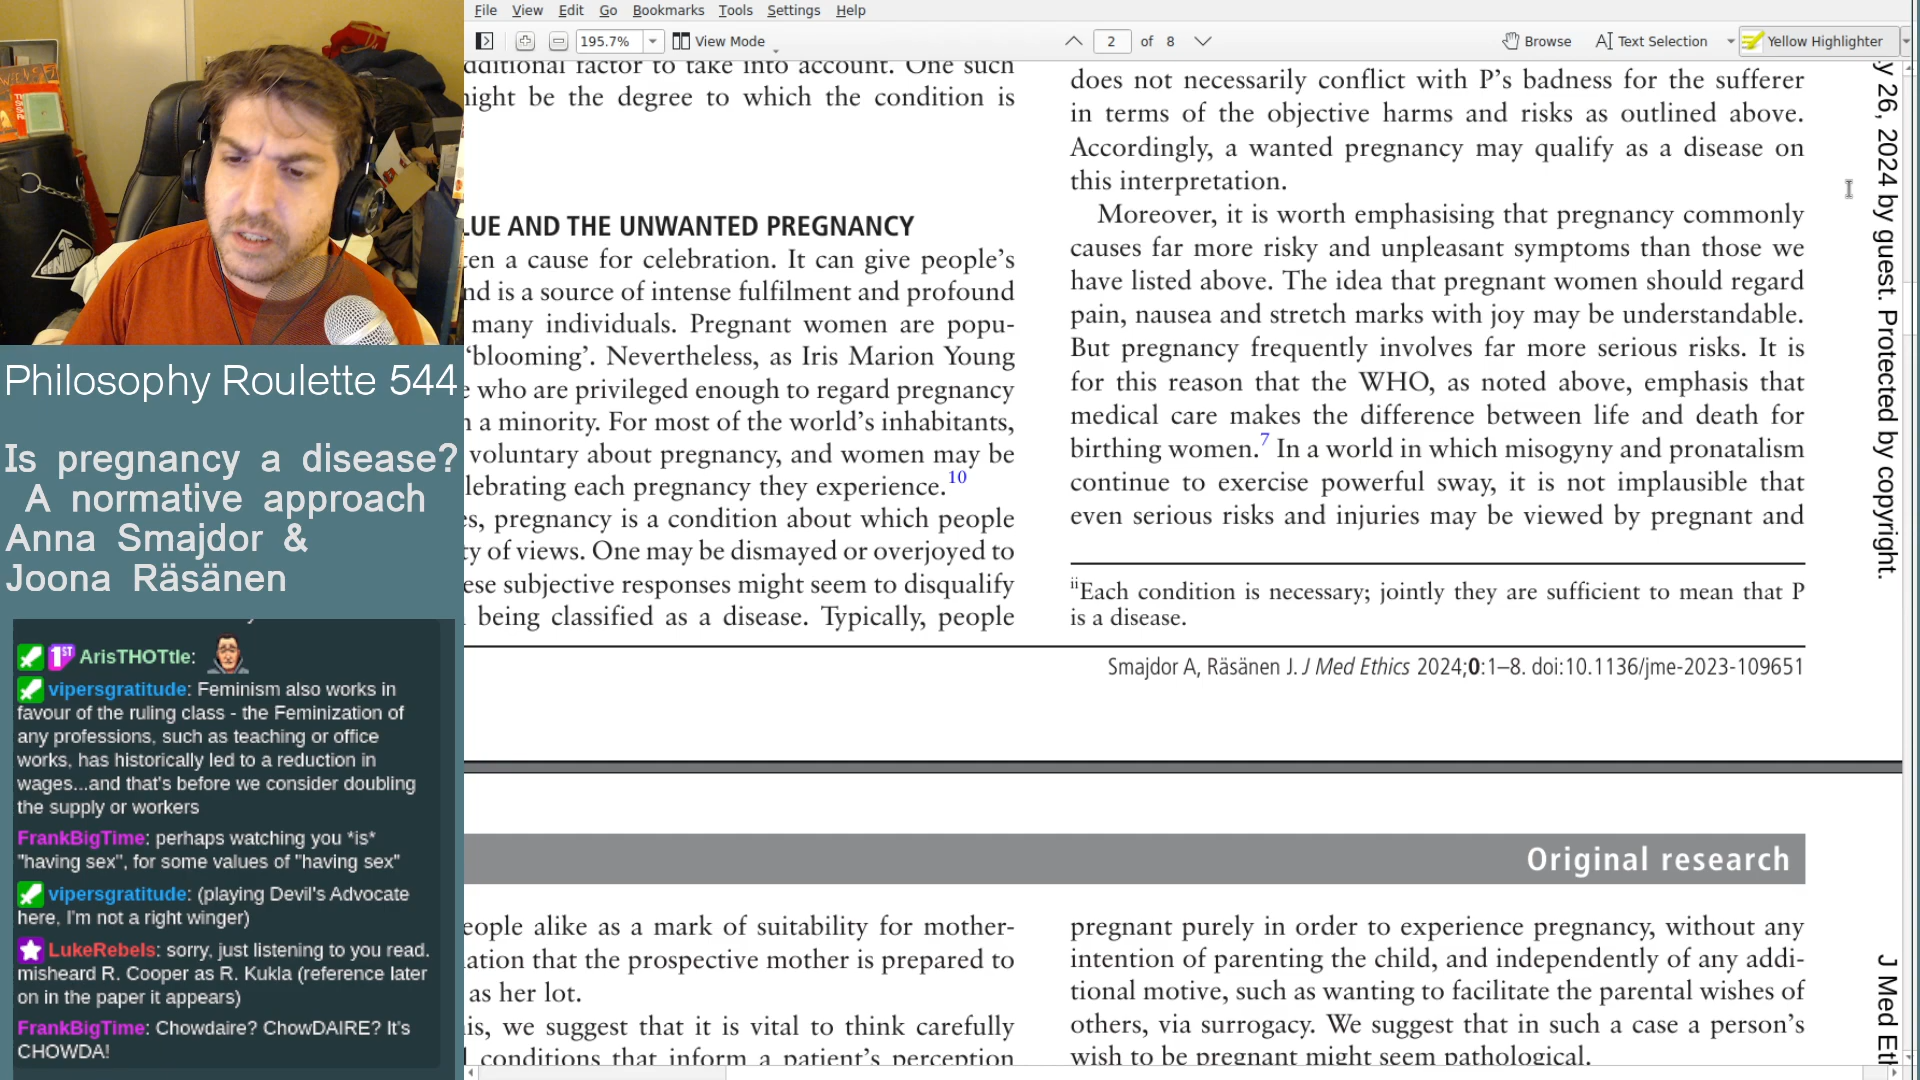 File View Edit Go Bookmarks Tools Settings Help
195.7% View Mode 2 of 8 Browse Text Selection Yellow Highlighter
dditional factor to take into account. One such
ight be the degree to which the condition is
LUE AND THE UNWANTED PREGNANCY
en a cause for celebration. It can give people's
nd is a source of intense fulfilment and profound
many individuals. Pregnant women are popu-
'blooming'. Nevertheless, as Iris Marion Young
e who are privileged enough to regard pregnancy
n a minority. For most of the world's inhabitants,
voluntary about pregnancy, and women may be
lebrating each pregnancy they experience.10
es, pregnancy is a condition about which people
ty of views. One may be dismayed or overjoyed to
ese subjective responses might seem to disqualify
being classified as a disease. Typically, people
does not necessarily conflict with P's badness for the sufferer
in terms of the objective harms and risks as outlined above.
Accordingly, a wanted pregnancy may qualify as a disease on
this interpretation.
Moreover, it is worth emphasising that pregnancy commonly
causes far more risky and unpleasant symptoms than those we
have listed above. The idea that pregnant women should regard
pain, nausea and stretch marks with joy may be understandable.
But pregnancy frequently involves far more serious risks. It is
for this reason that the WHO, as noted above, emphasis that
medical care makes the difference between life and death for
birthing women.7 In a world in which misogyny and pronatalism
continue to exercise powerful sway, it is not implausible that
even serious risks and injuries may be viewed by pregnant and
iiEach condition is necessary; jointly they are sufficient to mean that P
is a disease.
Smajdor A, Räsänen J. J Med Ethics 2024;0:1–8. doi:10.1136/jme-2023-109651
y 26, 2024 by guest. Protected by copyright.
Original research
eople alike as a mark of suitability for mother-
ation that the prospective mother is prepared to
as her lot.
is, we suggest that it is vital to think carefully
conditions that inform a patient's perception
pregnant purely in order to experience pregnancy, without any
intention of parenting the child, and independently of any addi-
tional motive, such as wanting to facilitate the parental wishes of
others, via surrogacy. We suggest that in such a case a person's
wish to be pregnant might seem pathological.
J Med Eth
Philosophy Roulette 544
Is pregnancy a disease?
A normative approach
Anna Smajdor &
Joona Räsänen
1ST ArisTHOTtle:
vipersgratitude: Feminism also works in
favour of the ruling class - the Feminization of
any professions, such as teaching or office
works, has historically led to a reduction in
wages...and that's before we consider doubling
the supply or workers
FrankBigTime: perhaps watching you *is*
"having sex", for some values of "having sex"
vipersgratitude: (playing Devil's Advocate
here, I'm not a right winger)
LukeRebels: sorry, just listening to you read.
misheard R. Cooper as R. Kukla (reference later
on in the paper it appears)
FrankBigTime: Chowdaire? ChowDAIRE? It's
CHOWDA!